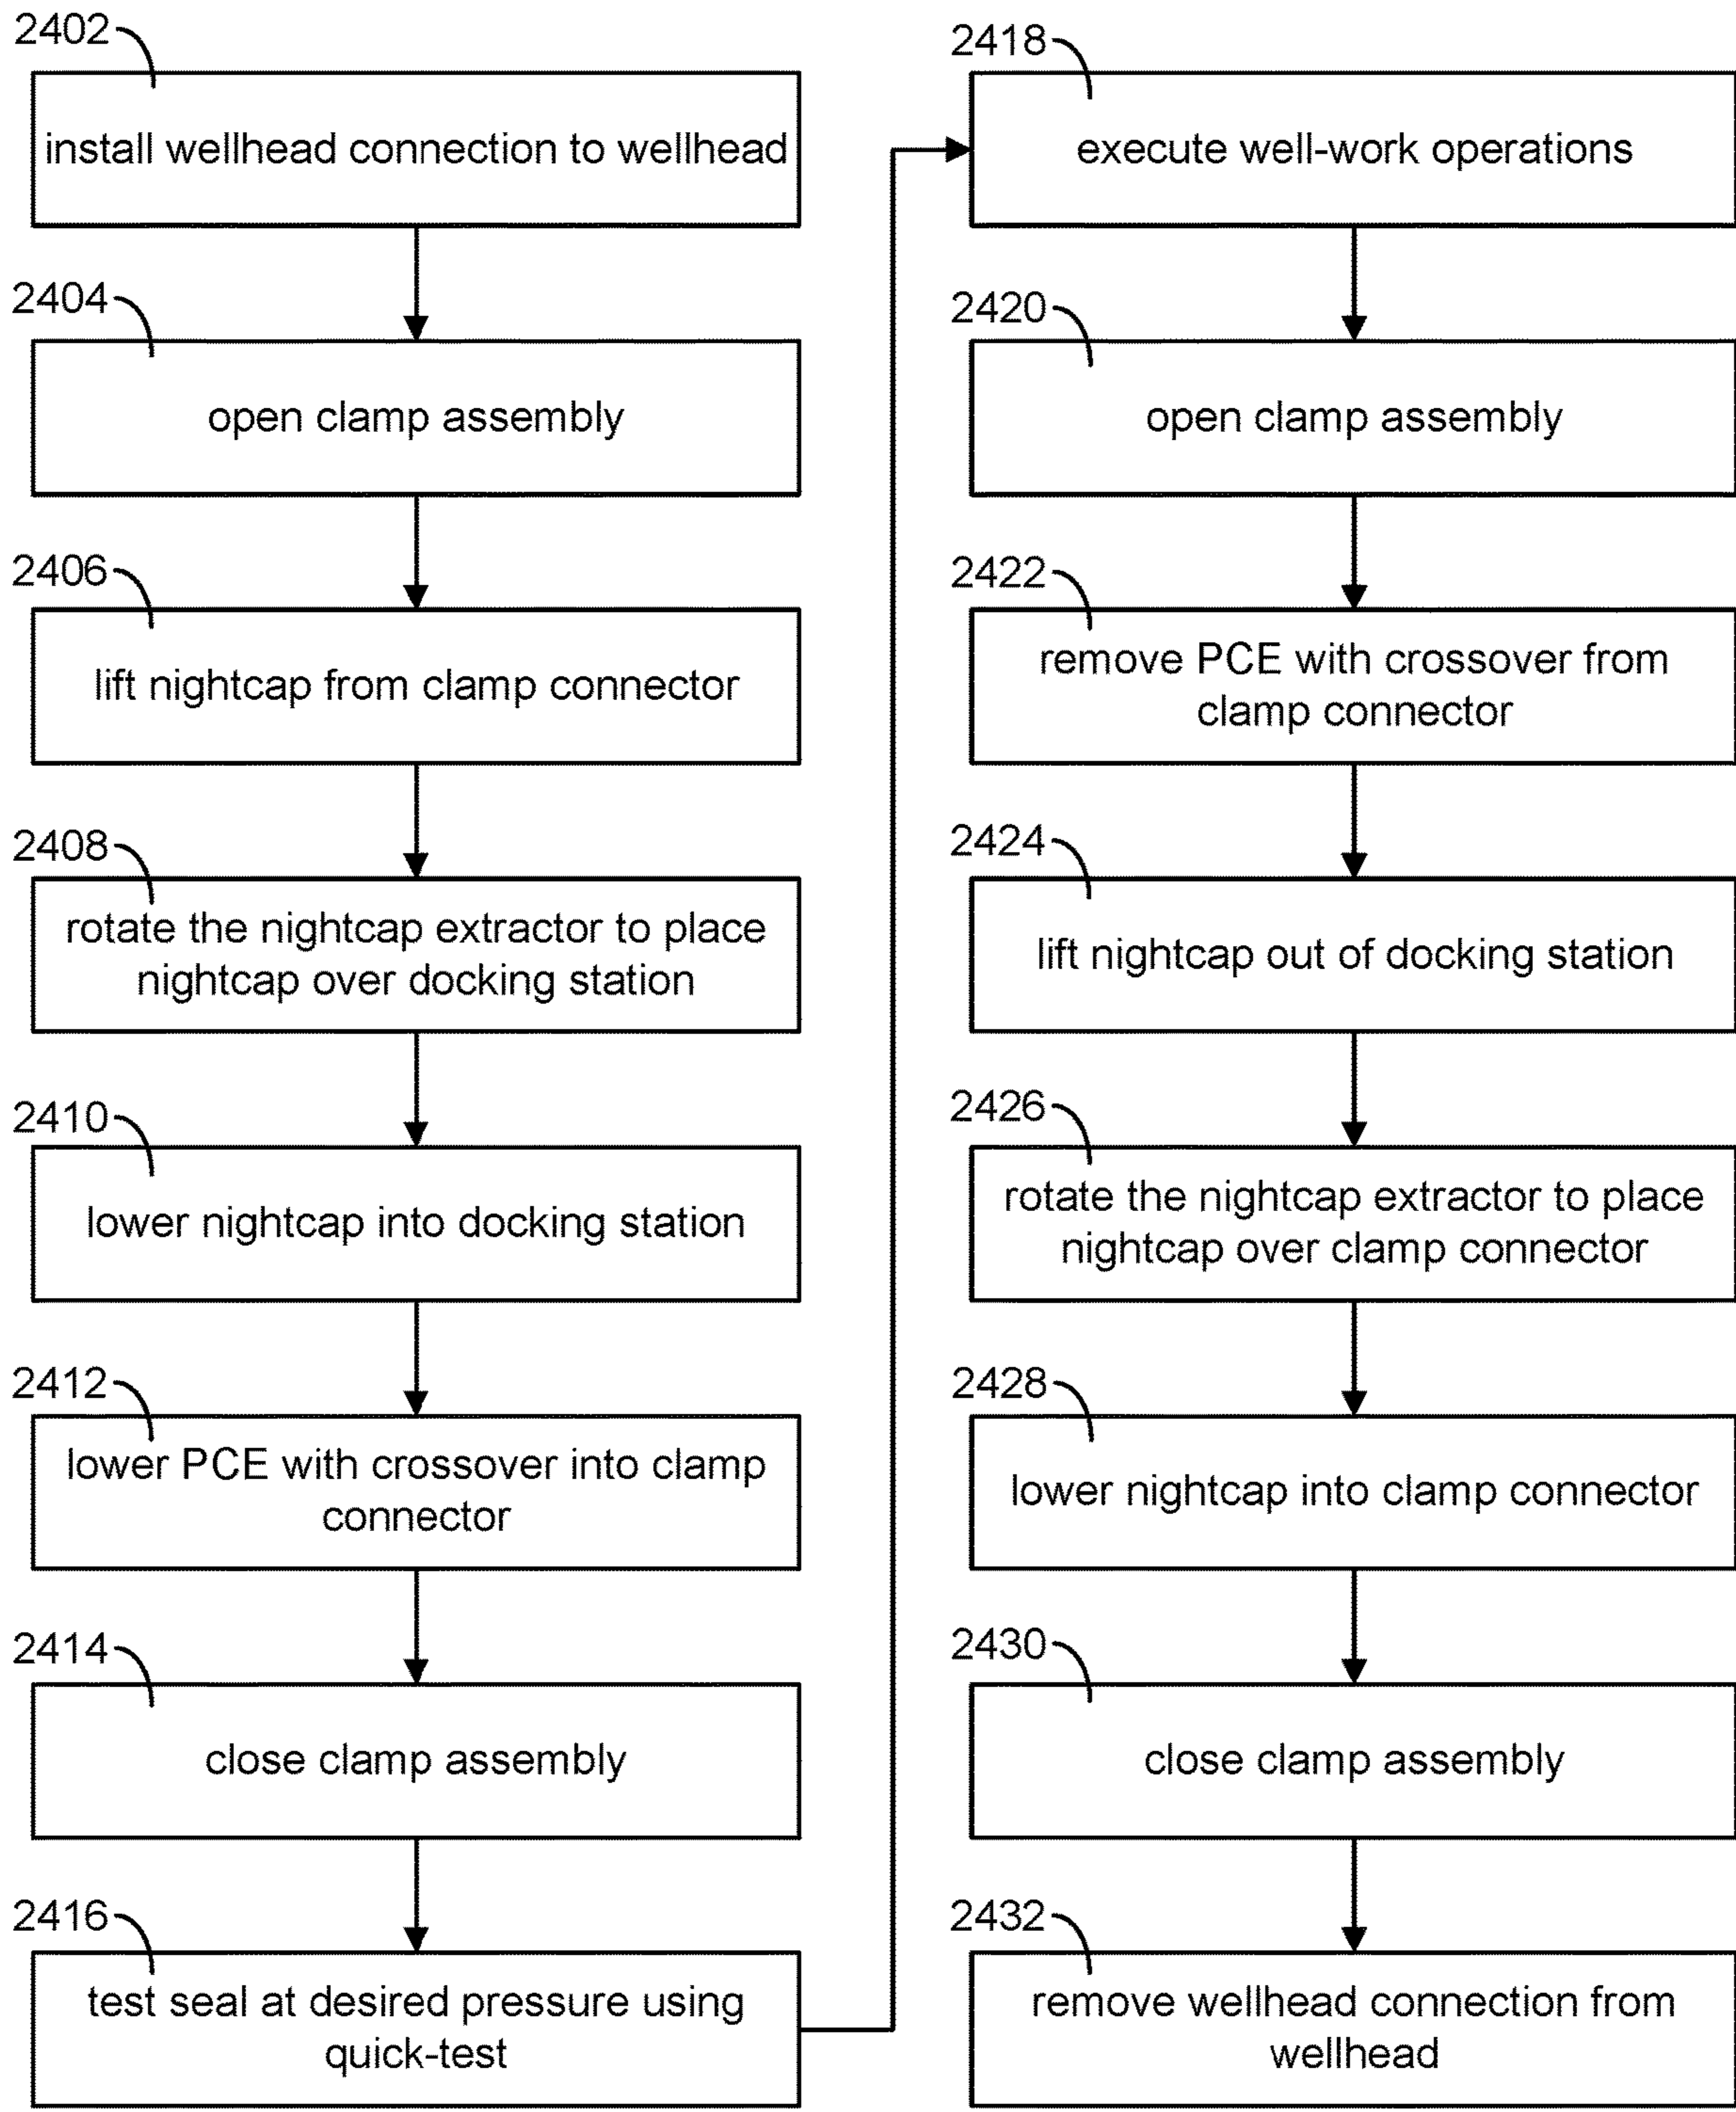 2402
install wellhead connection to wellhead
2404
open clamp assembly
2406
lift nightcap from clamp connector
2408
rotate the nightcap extractor to place
nightcap over docking station
2410
lower nightcap into docking station
2412
lower PCE with crossover into clamp
connector
2414
close clamp assembly
2416
test seal at desired pressure using
quick-test
2418
execute well-work operations
2420
open clamp assembly
2422
remove PCE with crossover from
clamp connector
2424
lift nightcap out of docking station
2426
rotate the nightcap extractor to place
nightcap over clamp connector
2428
lower nightcap into clamp connector
2430
close clamp assembly
2432
remove wellhead connection from
wellhead